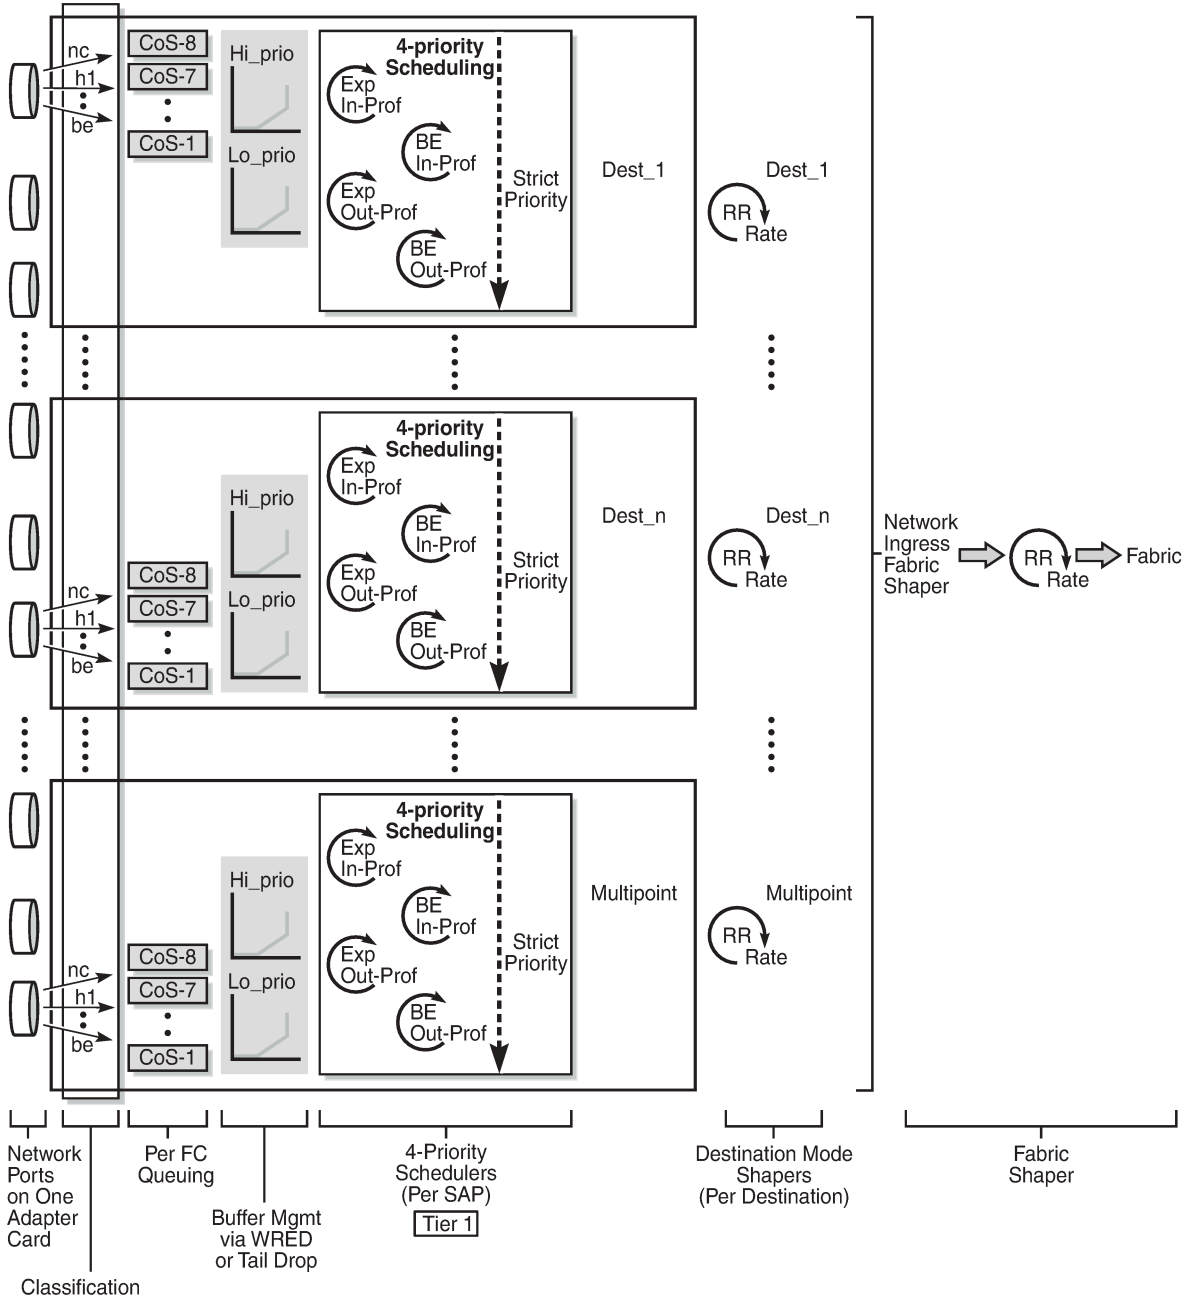 nc
h1
be
CoS-8
CoS-7
CoS-1
Hi_prio
Lo_prio
4-priority
Scheduling
Exp
In-Prof
BE
In-Prof
Exp
Out-Prof
BE
Out-Prof
Strict
Priority
Dest_1
Dest_1
RR
Rate
nc
h1
be
CoS-8
CoS-7
CoS-1
Hi_prio
Lo_prio
4-priority
Scheduling
Exp
In-Prof
BE
In-Prof
Exp
Out-Prof
BE
Out-Prof
Strict
Priority
Dest_n
Dest_n
RR
Rate
Network
Ingress
Fabric
Shaper
RR
Rate
Fabric
nc
h1
be
CoS-8
CoS-7
CoS-1
Hi_prio
Lo_prio
4-priority
Scheduling
Exp
In-Prof
BE
In-Prof
Exp
Out-Prof
BE
Out-Prof
Strict
Priority
Multipoint
Multipoint
RR
Rate
Network
Ports
on One
Adapter
Card
Classification
Per FC
Queuing
Buffer Mgmt
via WRED
or Tail Drop
4-Priority
Schedulers
(Per SAP)
Tier 1
Destination Mode
Shapers
(Per Destination)
Fabric
Shaper